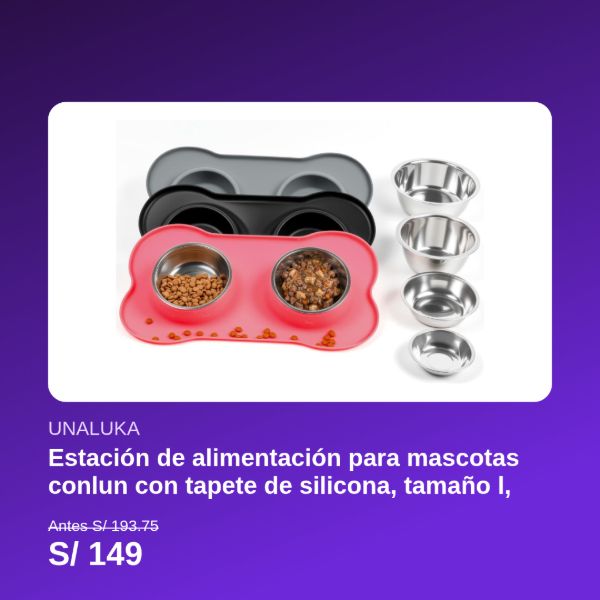 UNALUKA
Estación de alimentación para mascotas
conlun con tapete de silicona, tamaño l,
Antes S/ 193.75
S/ 149